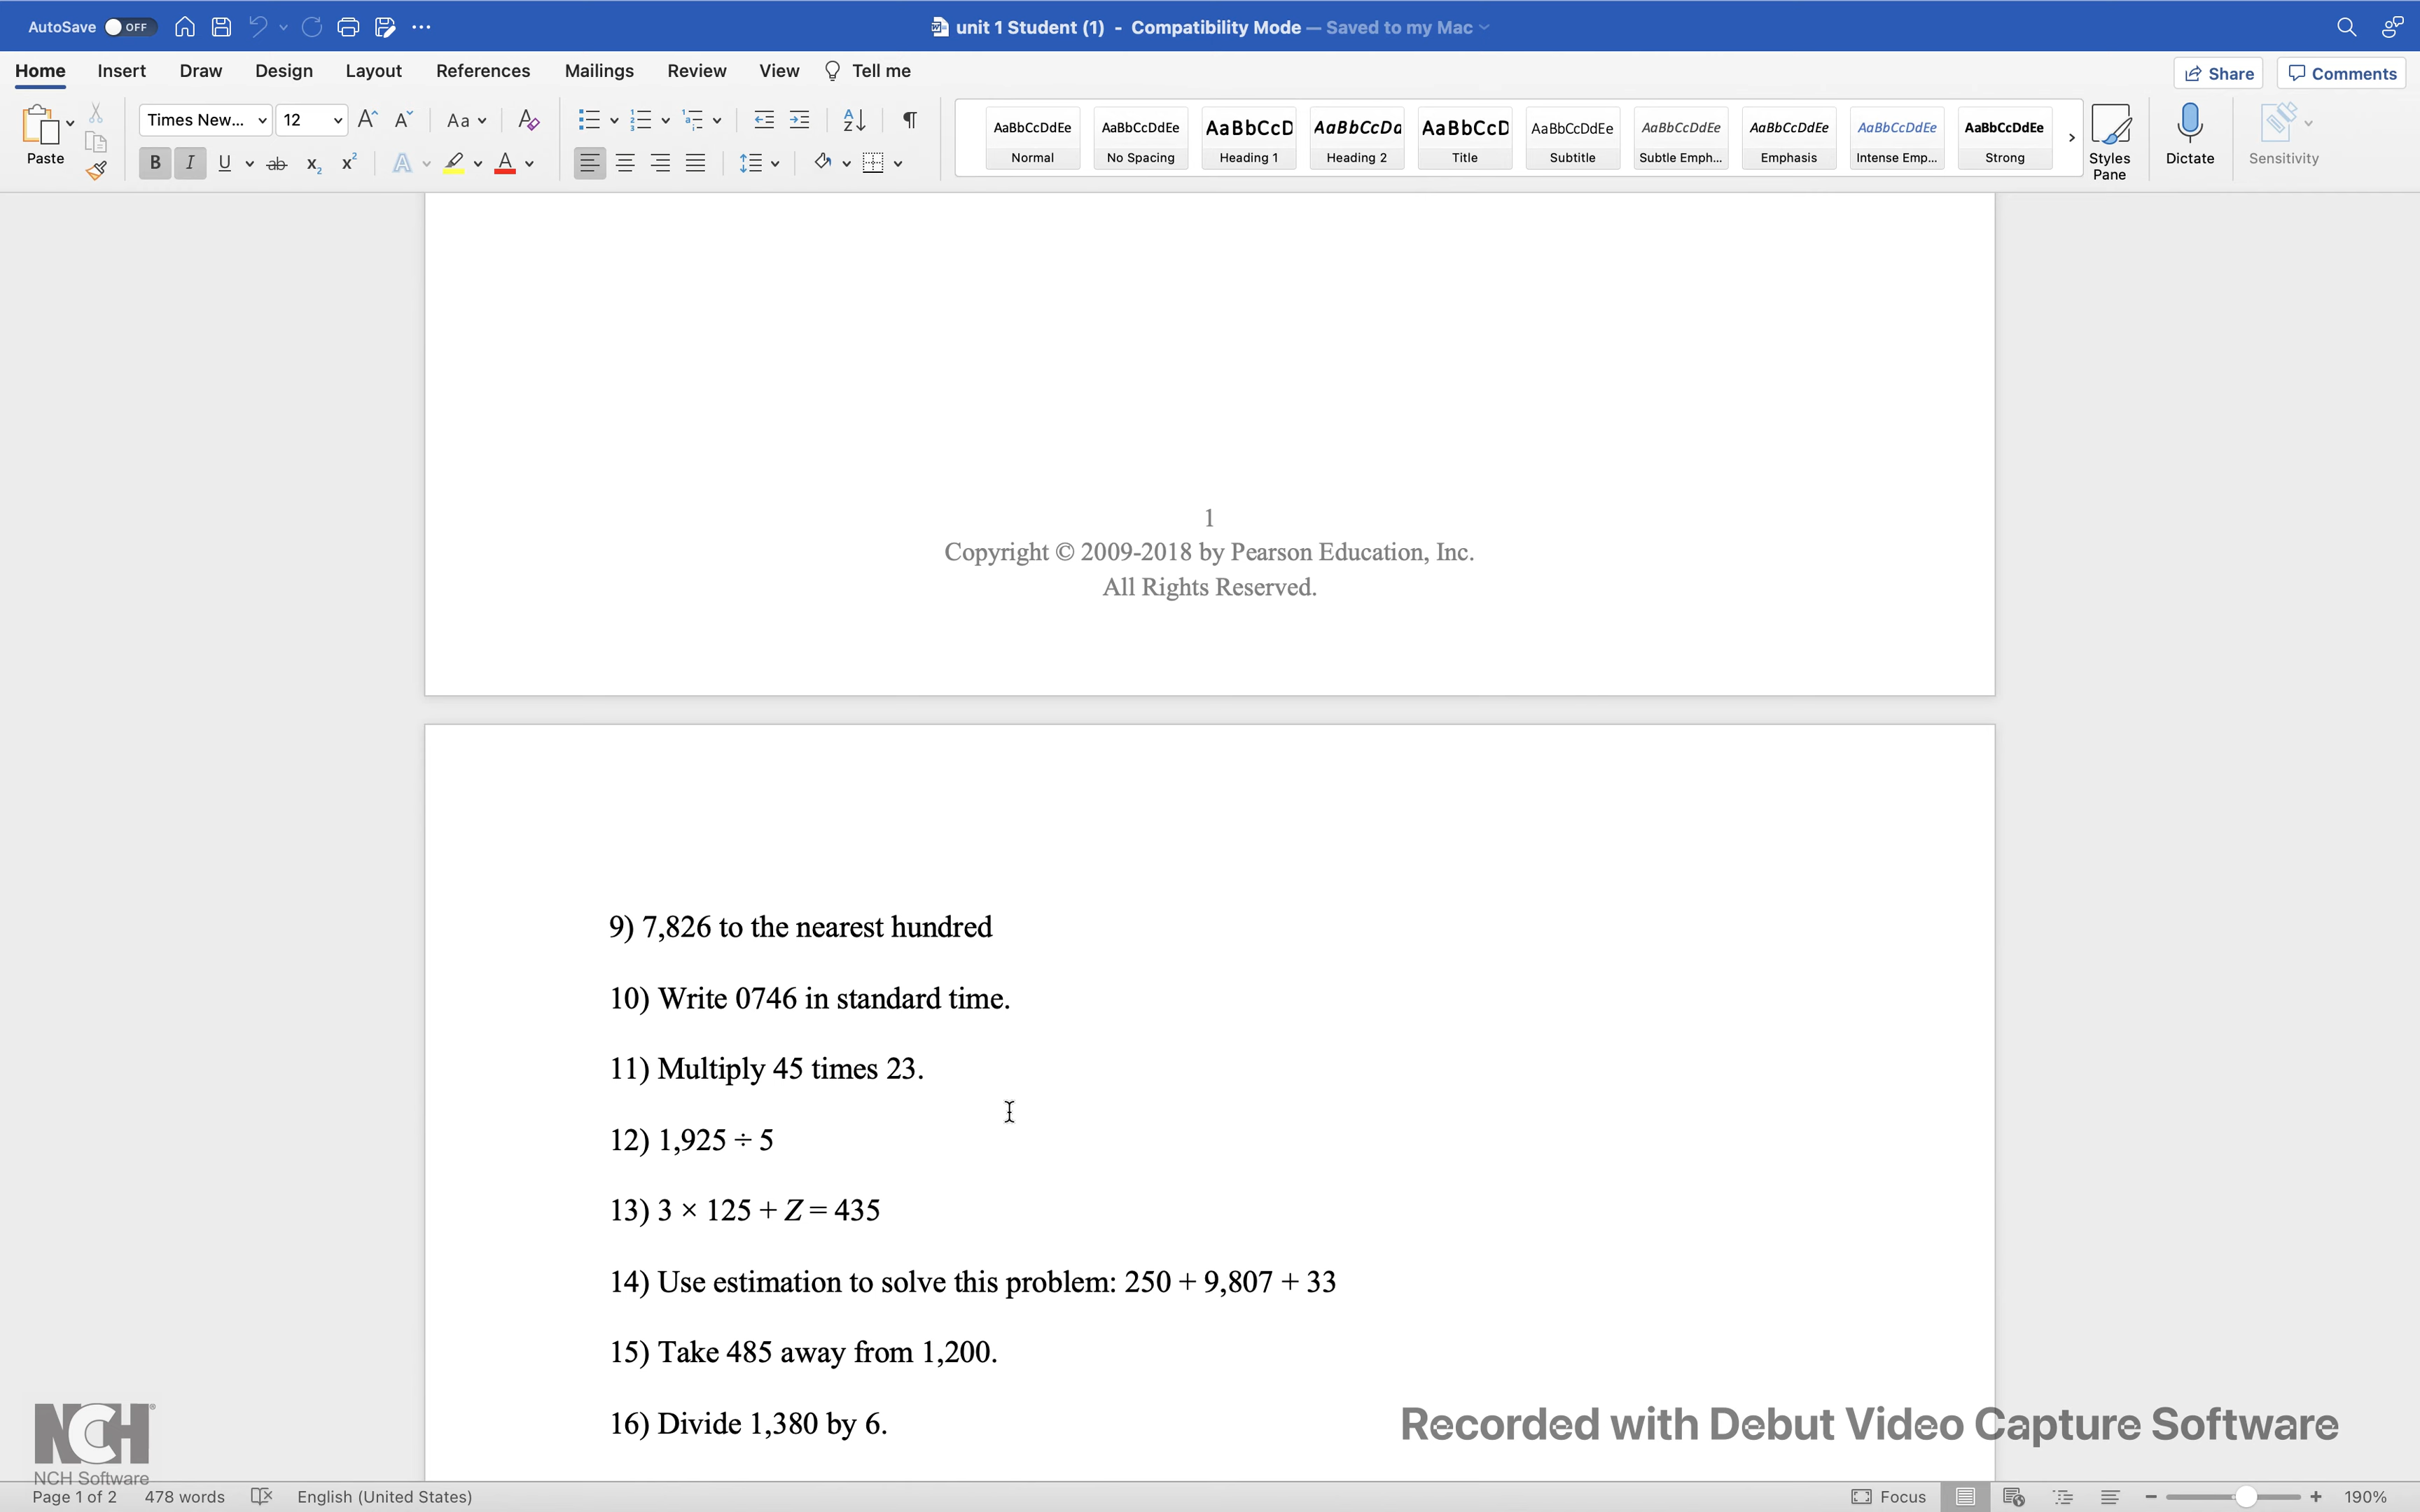 AutoSave OFF
unit 1 Student (1) - Compatibility Mode — Saved to my Mac
Home Insert Draw Design Layout References Mailings Review View Tell me
Share Comments
Paste
Times New... 12
AaBbCcDdEe Normal
AaBbCcDdEe No Spacing
AaBbCcD Heading 1
AaBbCcDd Heading 2
AaBbCcD Title
AaBbCcDdEe Subtitle
AaBbCcDdEe Subtle Emph...
AaBbCcDdEe Emphasis
AaBbCcDdEe Intense Emp...
AaBbCcDdEe Strong
Styles Pane
Dictate
Sensitivity
1
Copyright © 2009-2018 by Pearson Education, Inc.
All Rights Reserved.
9) 7,826 to the nearest hundred
10) Write 0746 in standard time.
11) Multiply 45 times 23.
12) 1,925 ÷ 5
13) 3 × 125 + Z = 435
14) Use estimation to solve this problem: 250 + 9,807 + 33
15) Take 485 away from 1,200.
16) Divide 1,380 by 6.
NCH®
NCH Software
Recorded with Debut Video Capture Software
Page 1 of 2 478 words English (United States) Focus 190%